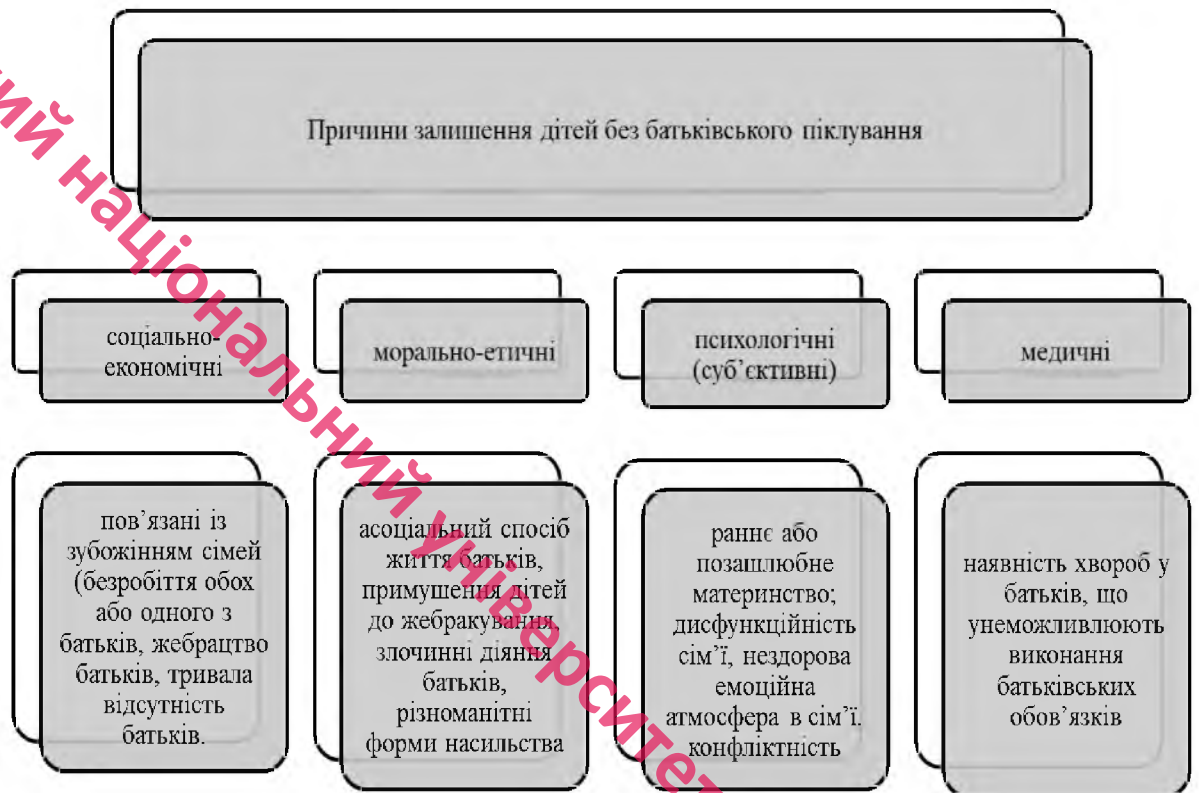 Причини залишення дітей без батьківського піклування
соціально-
економічні
морально-етичні
психологічні
(суб’єктивні)
медичні
пов’язані із
зубожінням сімей
(безробіття обох
або одного з
батьків, жебрацтво
батьків, тривала
відсутність
батьків.
асоціальний спосіб
життя батьків,
примушення дітей
до жебракування,
злочинні діяння
батьків,
різноманітні
форми насильства
раннє або
позашлюбне
материнство;
дисфункційність
сім’ї, нездорова
емоційна
атмосфера в сім’ї.
конфліктність
наявність хвороб у
батьків, що
унеможливлюють
виконання
батьківських
обов’язків
національний університет